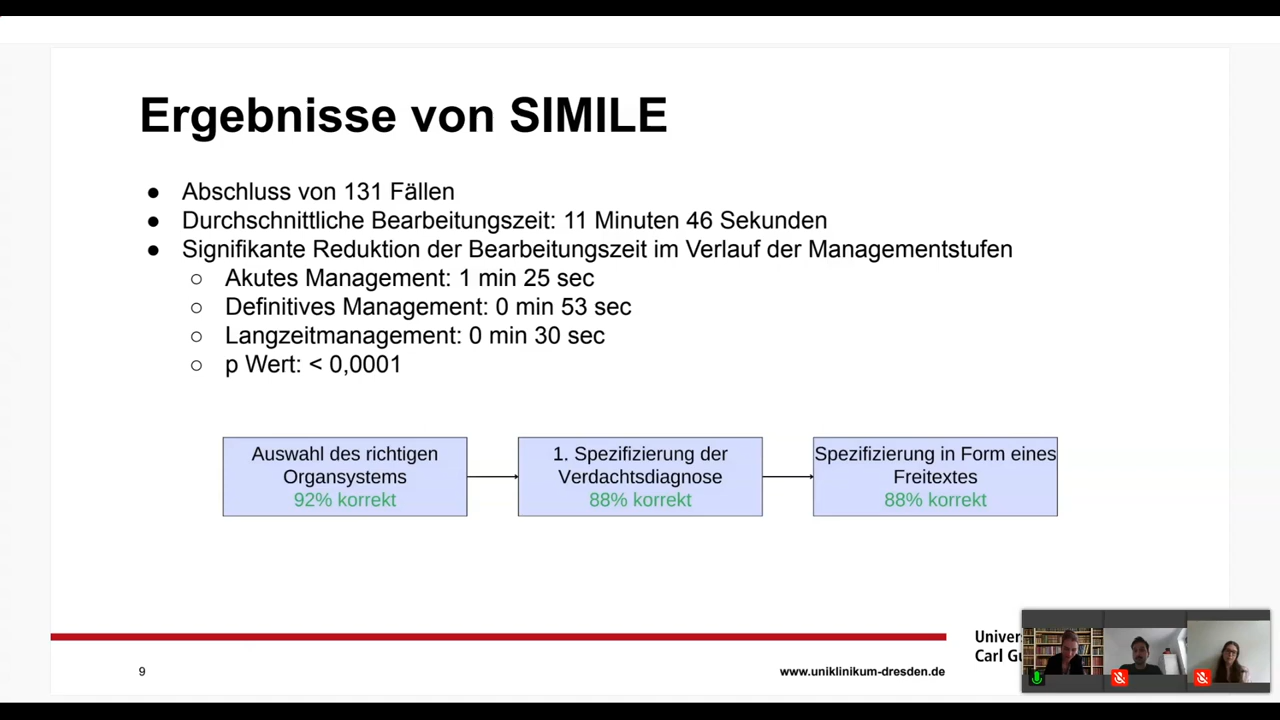 Ergebnisse von SIMILE
● Abschluss von 131 Fällen
● Durchschnittliche Bearbeitungszeit: 11 Minuten 46 Sekunden
● Signifikante Reduktion der Bearbeitungszeit im Verlauf der Managementstufen
○ Akutes Management: 1 min 25 sec
○ Definitives Management: 0 min 53 sec
○ Langzeitmanagement: 0 min 30 sec
○ p Wert: < 0,0001
Auswahl des richtigen
Organsystems
92% korrekt
1. Spezifizierung der
Verdachtsdiagnose
88% korrekt
Spezifizierung in Form eines
Freitextes
88% korrekt
9
www.uniklinikum-dresden.de
Carl